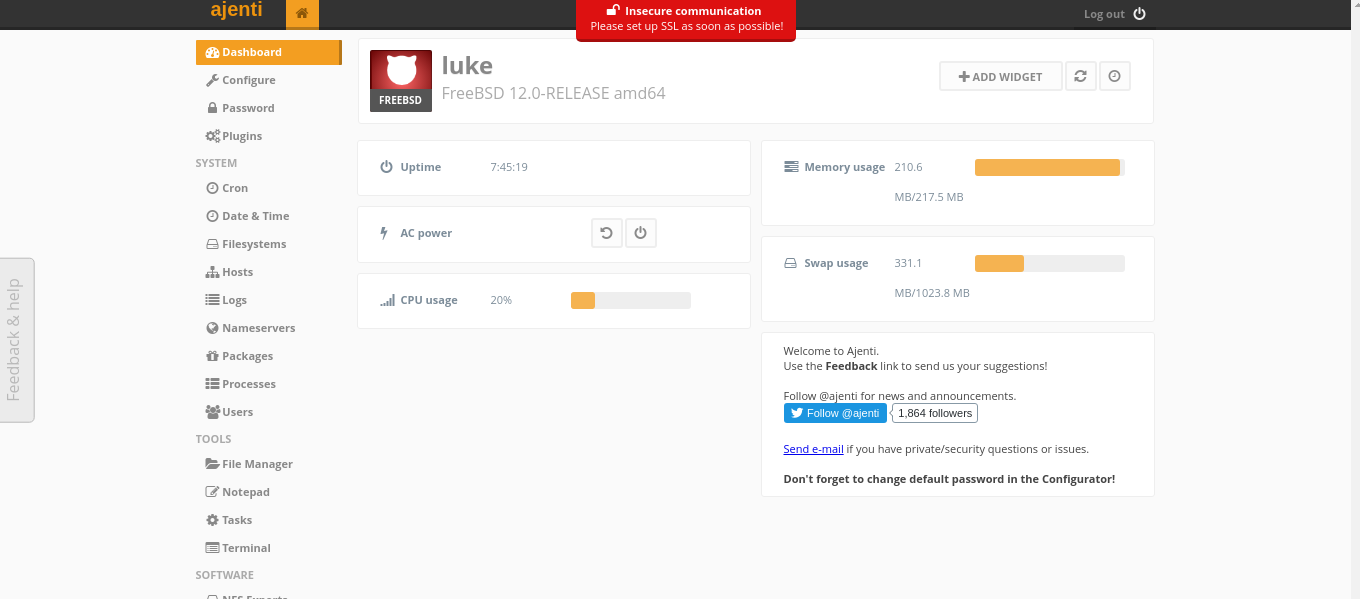 ajenti
Insecure communication
Please set up SSL as soon as possible!
Log out
Dashboard
Configure
Password
Plugins
SYSTEM
Cron
Date & Time
Filesystems
Hosts
Logs
Nameservers
Packages
Processes
Users
TOOLS
File Manager
Notepad
Tasks
Terminal
SOFTWARE
NFS Exports
Feedback & help
FREEBSD
luke
FreeBSD 12.0-RELEASE amd64
ADD WIDGET
Uptime 7:45:19
AC power
CPU usage 20%
Memory usage 210.6
MB/217.5 MB
Swap usage 331.1
MB/1023.8 MB
Welcome to Ajenti.
Use the Feedback link to send us your suggestions!
Follow @ajenti for news and announcements.
Follow @ajenti 1,864 followers
Send e-mail if you have private/security questions or issues.
Don't forget to change default password in the Configurator!